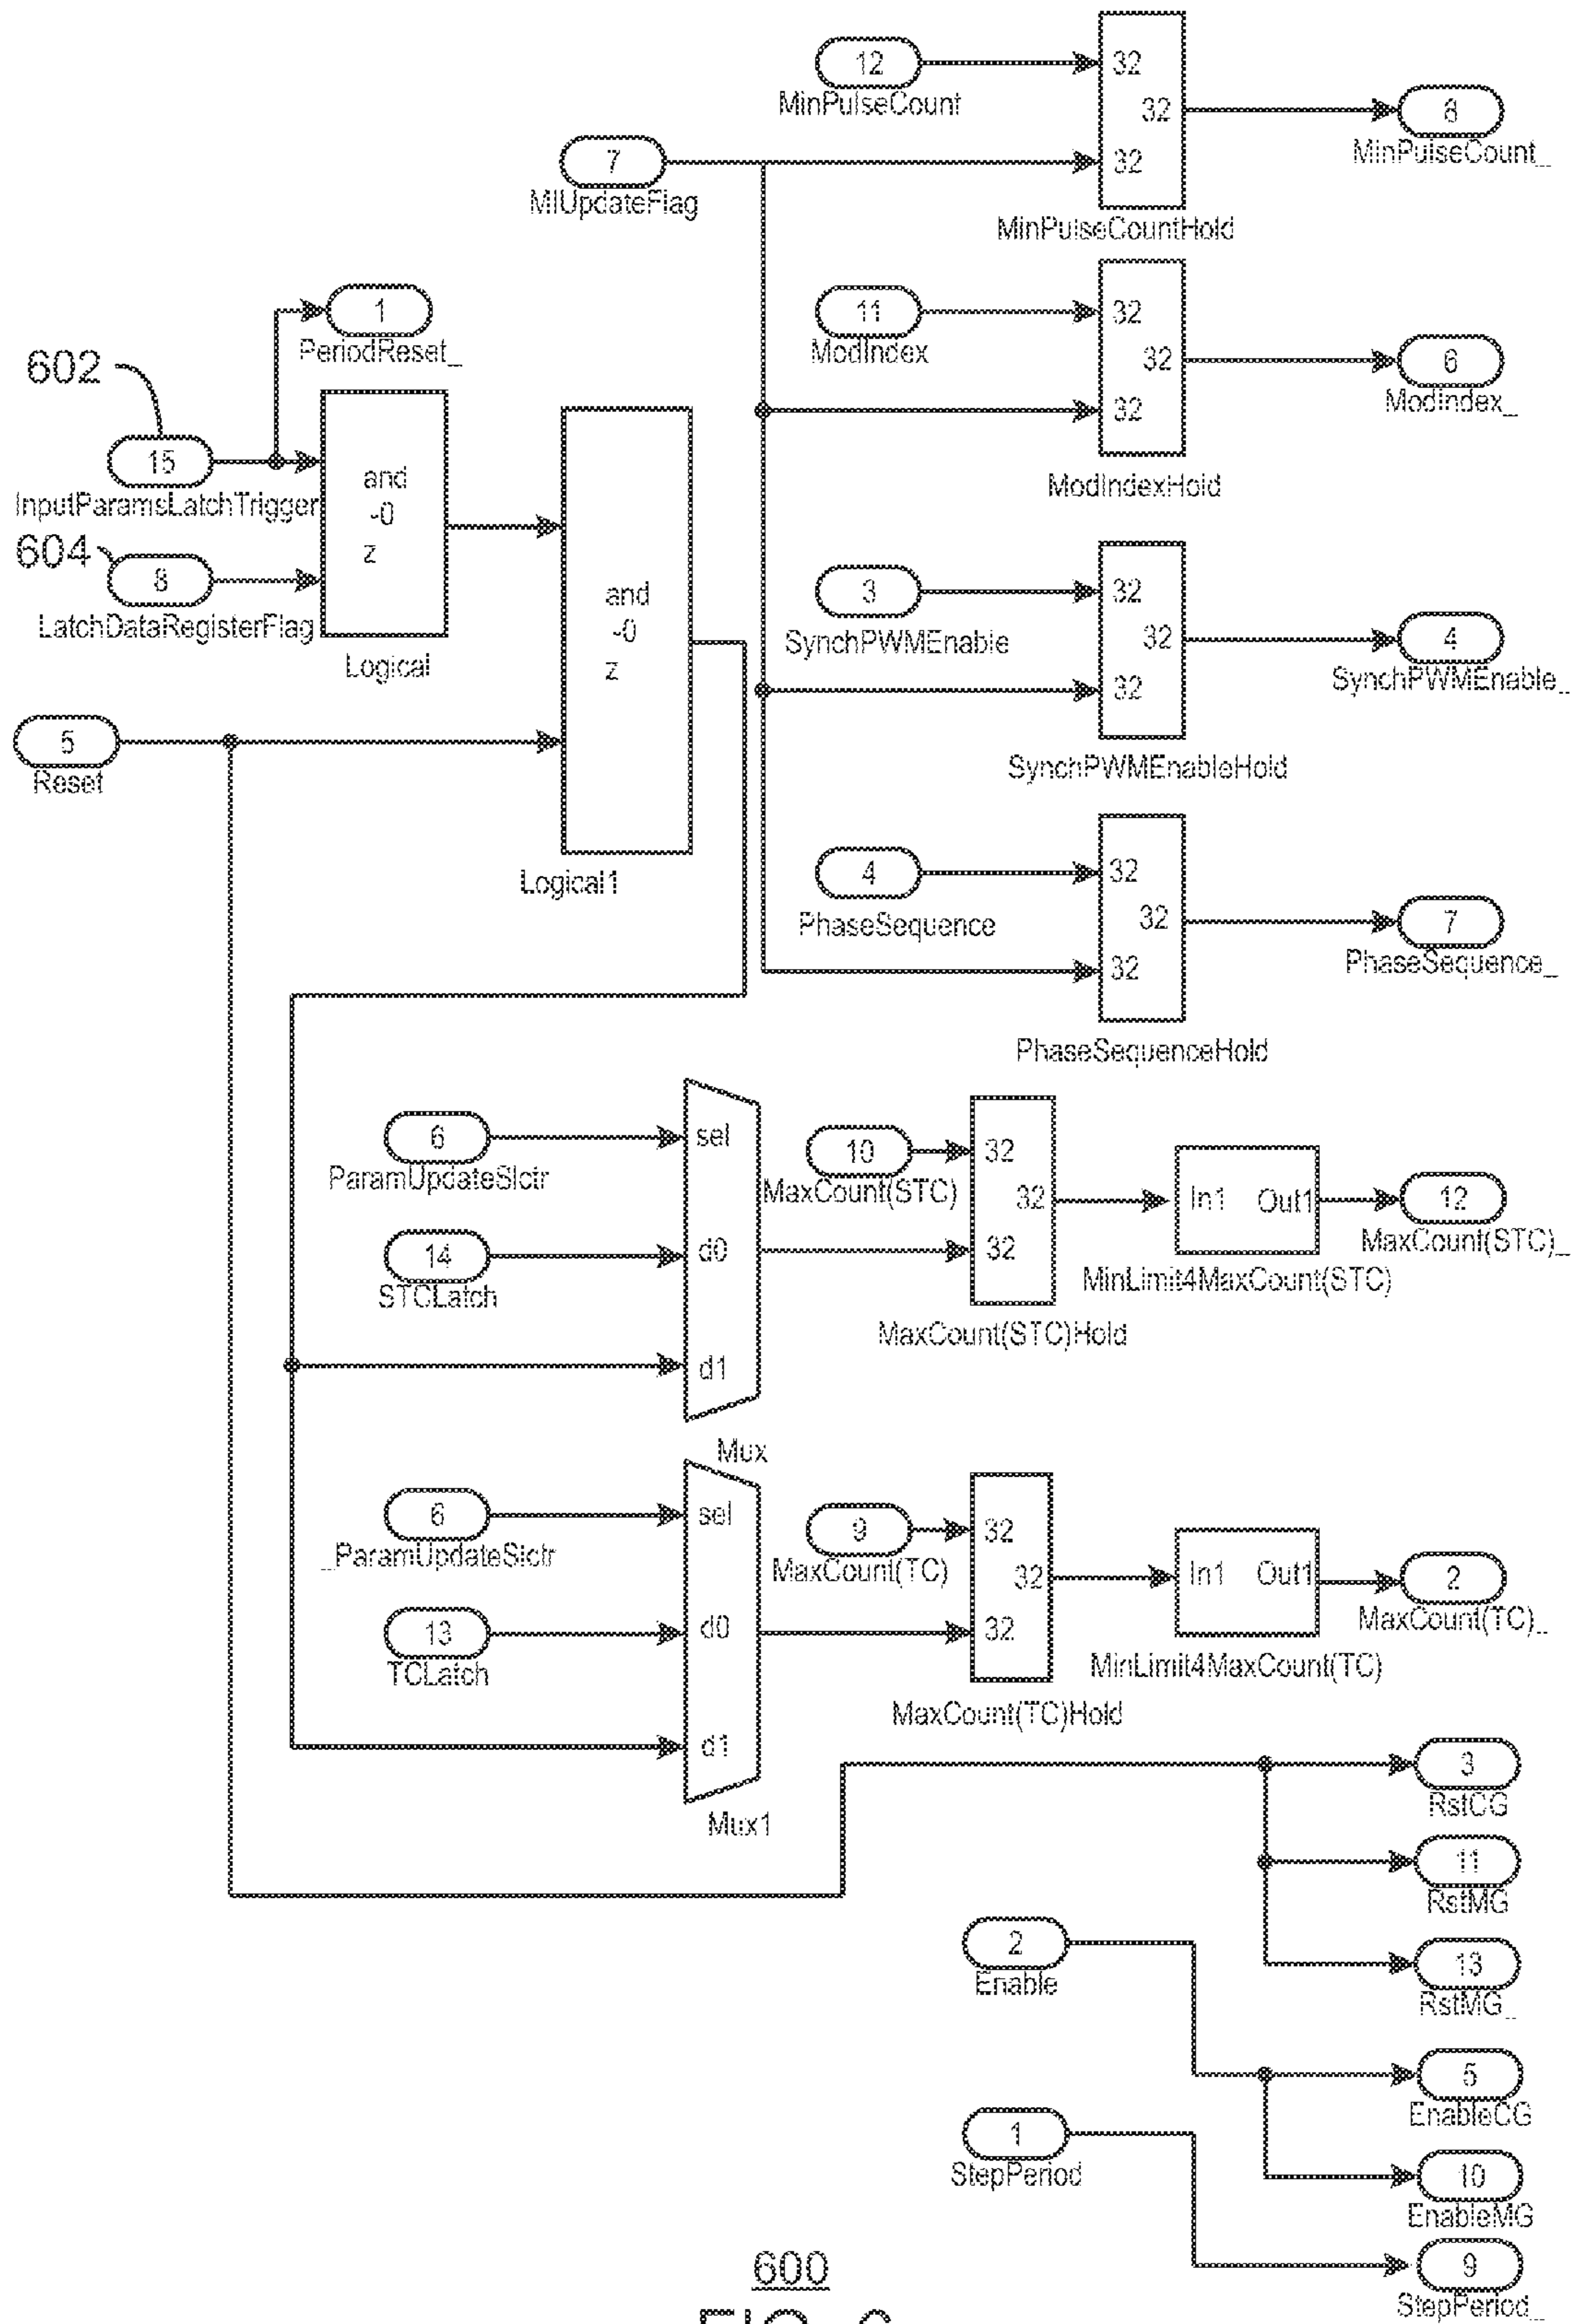 12
MinPulseCount
32
32
32
MinPulseCountHold
8
MinPulseCount_
7
MIUpdateFlag
11
ModIndex
32
32
32
ModIndexHold
6
ModIndex_
1
PeriodReset_
602
15
InputParamsLatchTrigger
604
8
LatchDataRegisterFlag
and
-0
z
Logical
and
-0
z
Logical1
5
Reset
3
SynchPWMEnable
32
32
32
SynchPWMEnableHold
4
SynchPWMEnable_
4
PhaseSequence
32
32
32
PhaseSequenceHold
7
PhaseSequence_
6
ParamUpdateSlctr
14
STCLatch
sel
d0
d1
Mux
10
MaxCount(STC)
32
32
32
MaxCount(STC)Hold
In1 Out1
MinLimit4MaxCount(STC)
12
MaxCount(STC)_
6
_ParamUpdateSlctr
13
TCLatch
sel
d0
d1
Mux1
9
MaxCount(TC)
32
32
32
MaxCount(TC)Hold
In1 Out1
MinLimit4MaxCount(TC)
2
MaxCount(TC)_
3
RstCG
11
RstMG
13
RstMG_
2
Enable
5
EnableCG
1
StepPeriod
10
EnableMG
9
StepPeriod_
600
FIG. 6